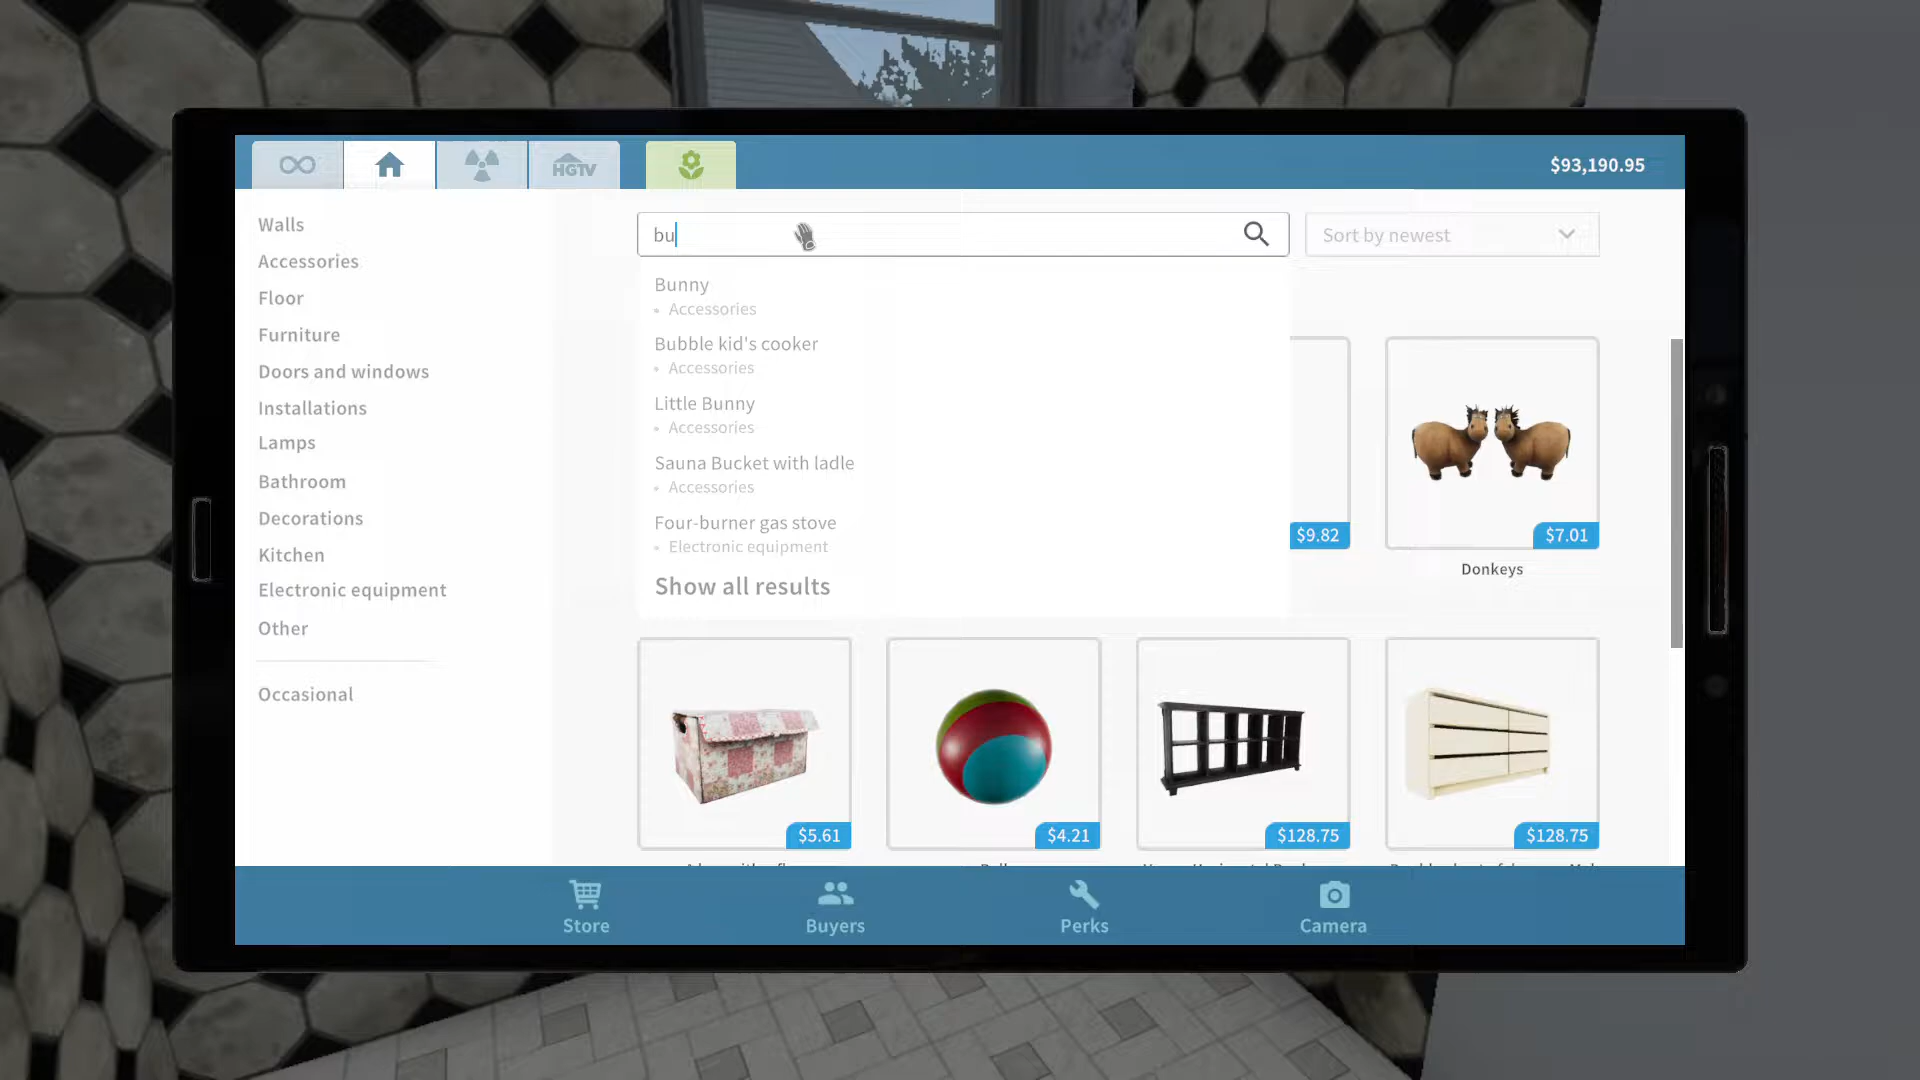 HGTV
$93,190.95
bu
Sort by newest
Walls
Accessories
Floor
Furniture
Doors and windows
Installations
Lamps
Bathroom
Decorations
Kitchen
Electronic equipment
Other
Occasional
Bunny
• Accessories
Bubble kid's cooker
• Accessories
Little Bunny
• Accessories
Sauna Bucket with ladle
• Accessories
Four-burner gas stove
• Electronic equipment
Show all results
$9.82
$7.01
Donkeys
$5.61
$4.21
$128.75
$128.75
Store
Buyers
Perks
Camera